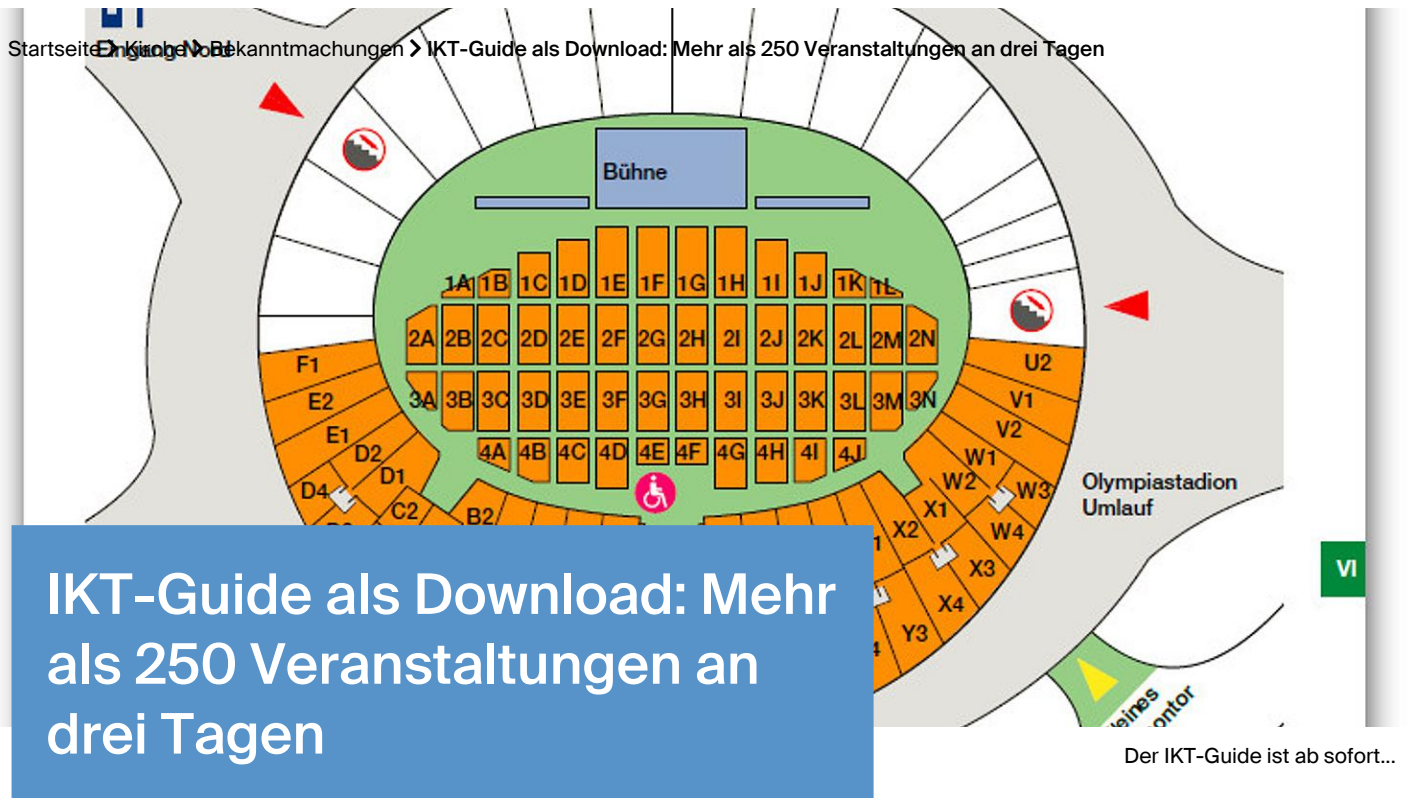 Eingang Nord
Startseite > Kirche > Bekanntmachungen > IKT-Guide als Download: Mehr als 250 Veranstaltungen an drei Tagen
Bühne
1A 1B 1C 1D 1E 1F 1G 1H 1I 1J 1K 1L
2A 2B 2C 2D 2E 2F 2G 2H 2I 2J 2K 2L 2M 2N
3A 3B 3C 3D 3E 3F 3G 3H 3I 3J 3K 3L 3M 3N
4A 4B 4C 4D 4E 4F 4G 4H 4I 4J
F1
E2
E1
D2
D1
D4
C2
B2
U2
V1
V2
W1
W2
W3
X1
X2
W4
X3
X4
Y3
Olympiastadion
Umlauf
VI
IKT-Guide als Download: Mehr
als 250 Veranstaltungen an
drei Tagen
Der IKT-Guide ist ab sofort...